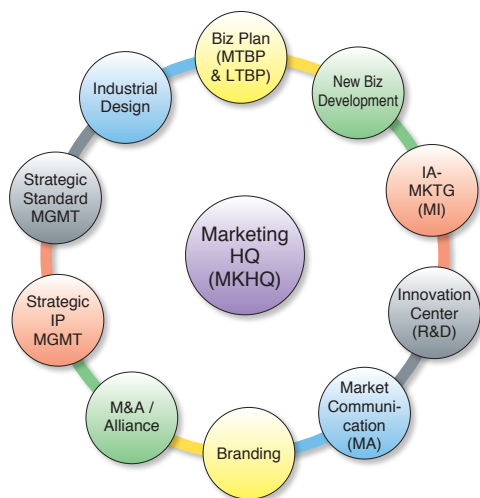 Biz Plan
(MTBP
& LTBP)
New Biz
Development
IA-
MKTG
(MI)
Innovation
Center
(R&D)
Market
Communi-
cation
(MA)
Branding
M&A /
Alliance
Strategic
IP
MGMT
Strategic
Standard
MGMT
Industrial
Design
Marketing
HQ
(MKHQ)